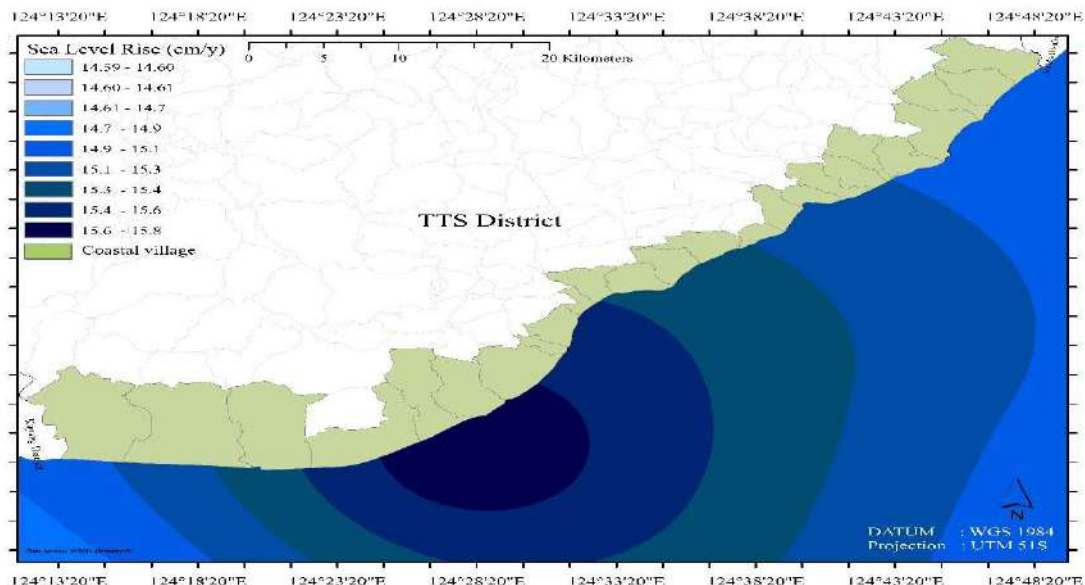 124°13'20"E 124°18'20"E 124°23'20"E 124°28'20"E 124°33'20"E 124°38'20"E 124°43'20"E 124°48'20"E
Sea Level Rise (cm/y)
14.59 - 14.60
14.60 - 14.61
14.61 - 14.7
14.7 - 14.9
14.9 - 15.1
15.1 - 15.3
15.3 - 15.4
15.4 - 15.6
15.6 - 15.8
Coastal village
0 5 10 20 Kilometers
TTS District
N
DATUM : WGS 1984
Projection : UTM 51S
124°13'20"E 124°18'20"E 124°23'20"E 124°28'20"E 124°33'20"E 124°38'20"E 124°43'20"E 124°48'20"E